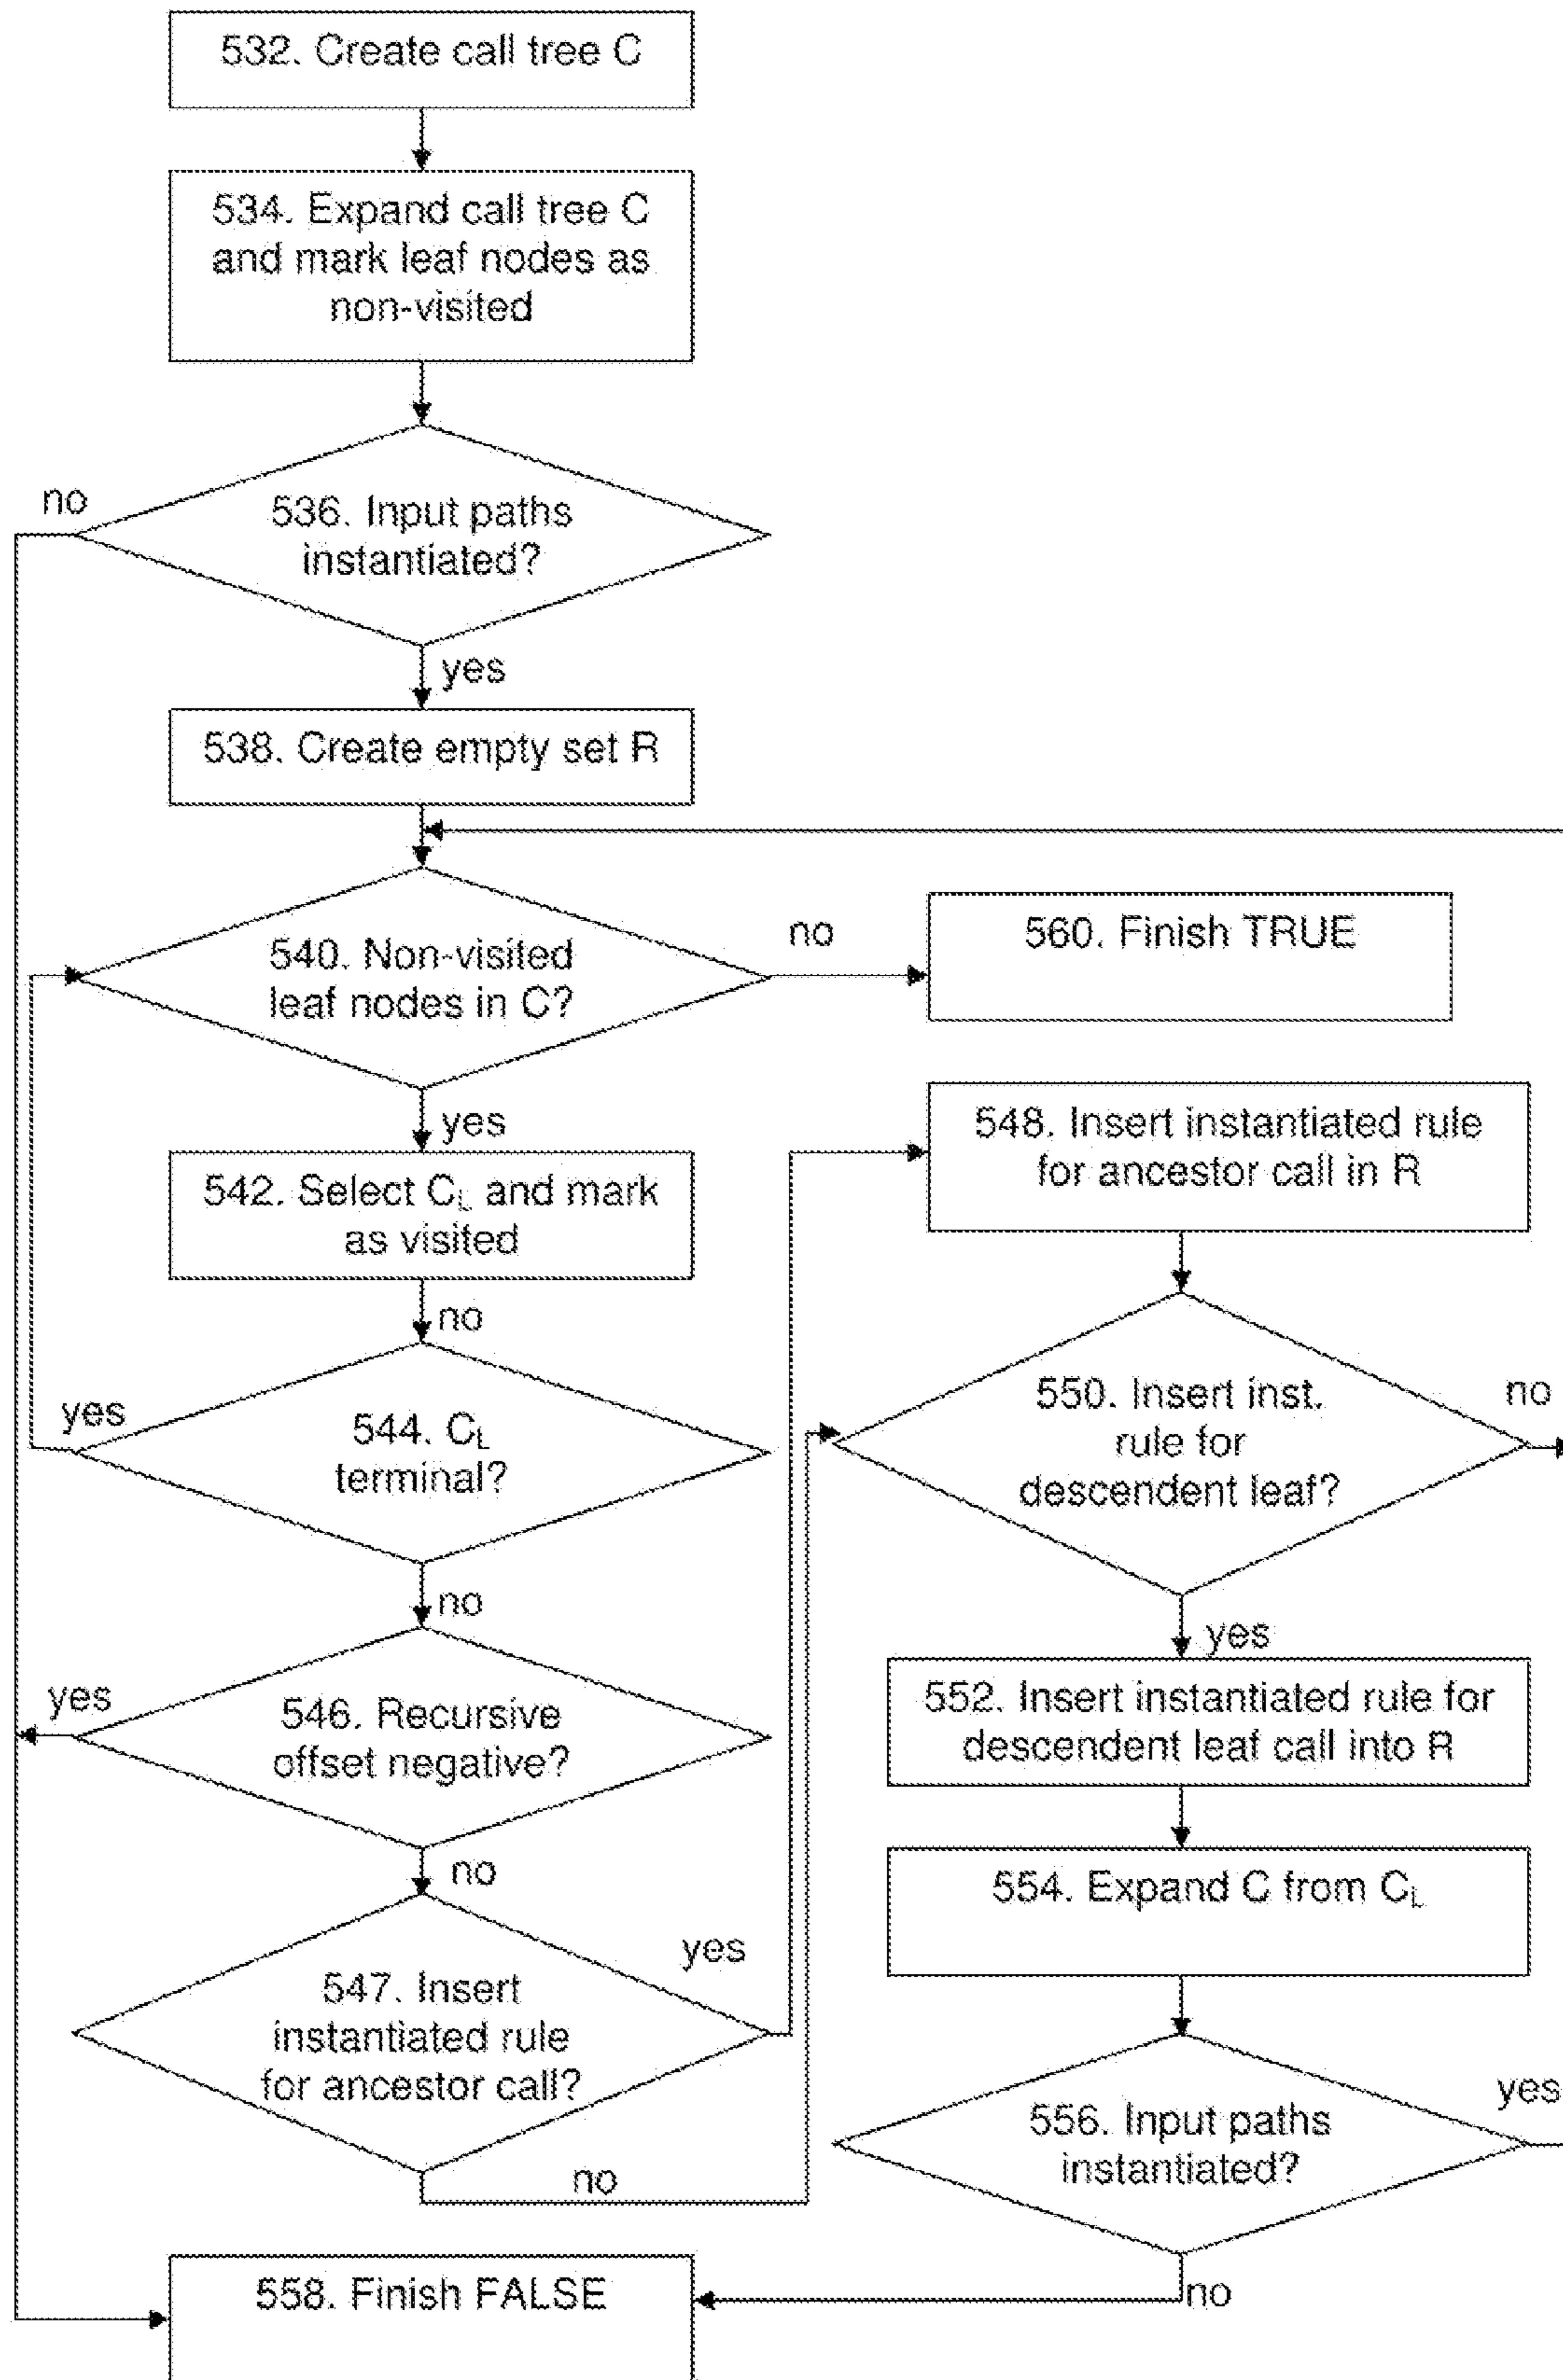 532. Create call tree C
534. Expand call tree C
and mark leaf nodes as
non-visited
no
536. Input paths
instantiated?
yes
538. Create empty set R
540. Non-visited
leaf nodes in C?
no
560. Finish TRUE
yes
542. Select C_L and mark
as visited
no
yes
544. C_L
terminal?
no
yes
546. Recursive
offset negative?
no
547. Insert
instantiated rule
for ancestor call?
yes
no
548. Insert instantiated rule
for ancestor call in R
550. Insert inst.
rule for
descendent leaf?
no
yes
552. Insert instantiated rule for
descendent leaf call into R
554. Expand C from C_L
556. Input paths
instantiated?
yes
no
558. Finish FALSE